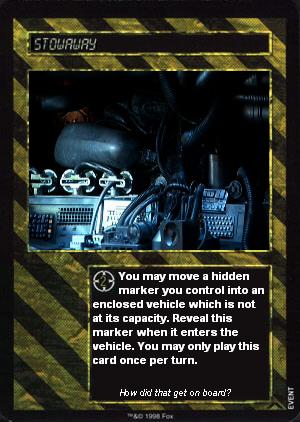 STOWAWAY
You may move a hidden
marker you control into an
enclosed vehicle which is not
at its capacity. Reveal this
marker when it enters the
vehicle. You may only play this
card once per turn.
How did that get on board?
EVENT
™&© 1998 Fox